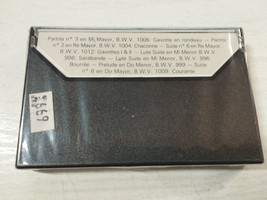 Partita nº 3 en Mi Mayor, B.W.V. 1006: Gavotte en rondeau — Partita
nº 2 en Re Mayor, B.W.V. 1004: Chaconne — Suite nº 6 en Re Mayor
B.W.V. 1012: Gavottes I & II — Lute Suite en Mi Menor B.W.V.
996: Sarabande — Lute Suite en Mi Menor, B.W.V. 996:
Bourrée — Prelude en Do Menor, B.W.V. 999 — Suite
nº 6 en Do Mayor, B.W.V. 1009: Courante